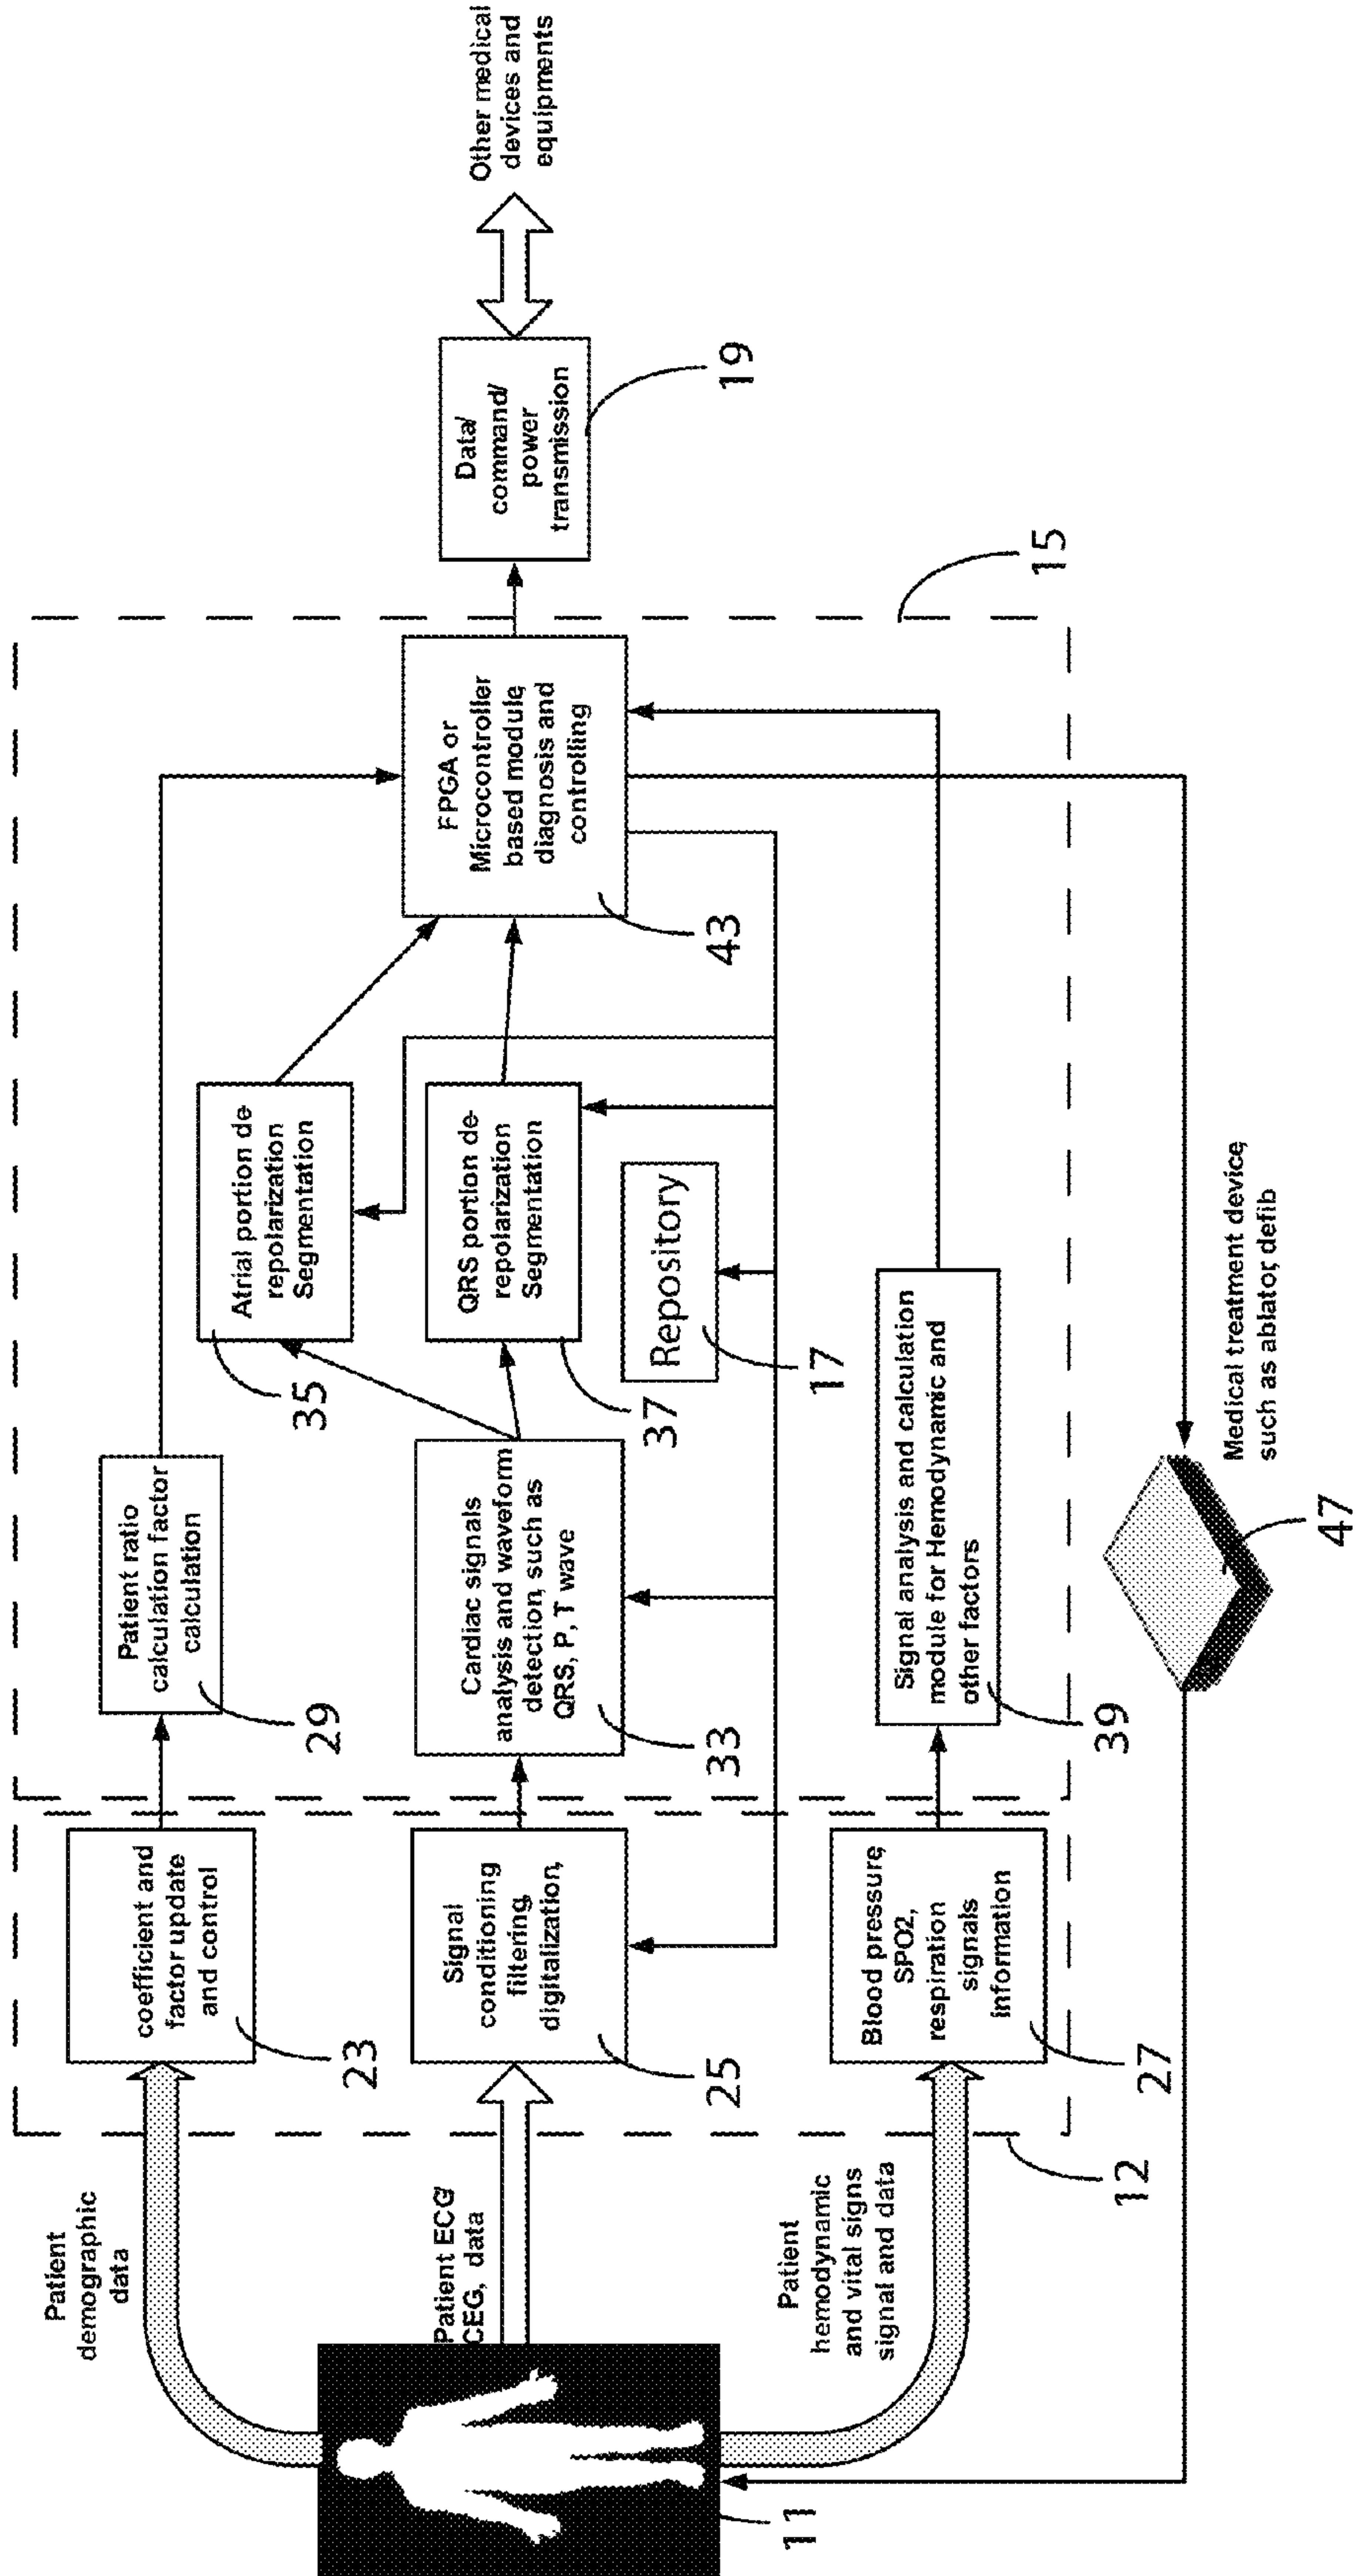 Patient
demographic
data
Patient ECG/
CEG, data
Patient
hemodynamic
and vital signs
signal and data
11
12
coefficient and
factor update
and control
23
Signal
conditioning
filtering,
digitalization,
25
Blood pressure,
SPO2,
respiration
signals
information
27
Patient ratio
calculation factor
calculation
29
Cardiac signals
analysis and waveform
detection, such as
QRS, P, T wave
33
Atrial portion de-
repolarization
Segmentation
35
QRS portion de-
repolarization
Segmentation
37
Repository
17
Signal analysis and calculation
module for Hemodynamic and
other factors
39
FPGA or
Microcontroller
based module,
diagnosis and
controlling
43
15
Data/
command/
power
transmission
19
Other medical
devices and
equipments
Medical treatment device,
such as ablator, defib
47